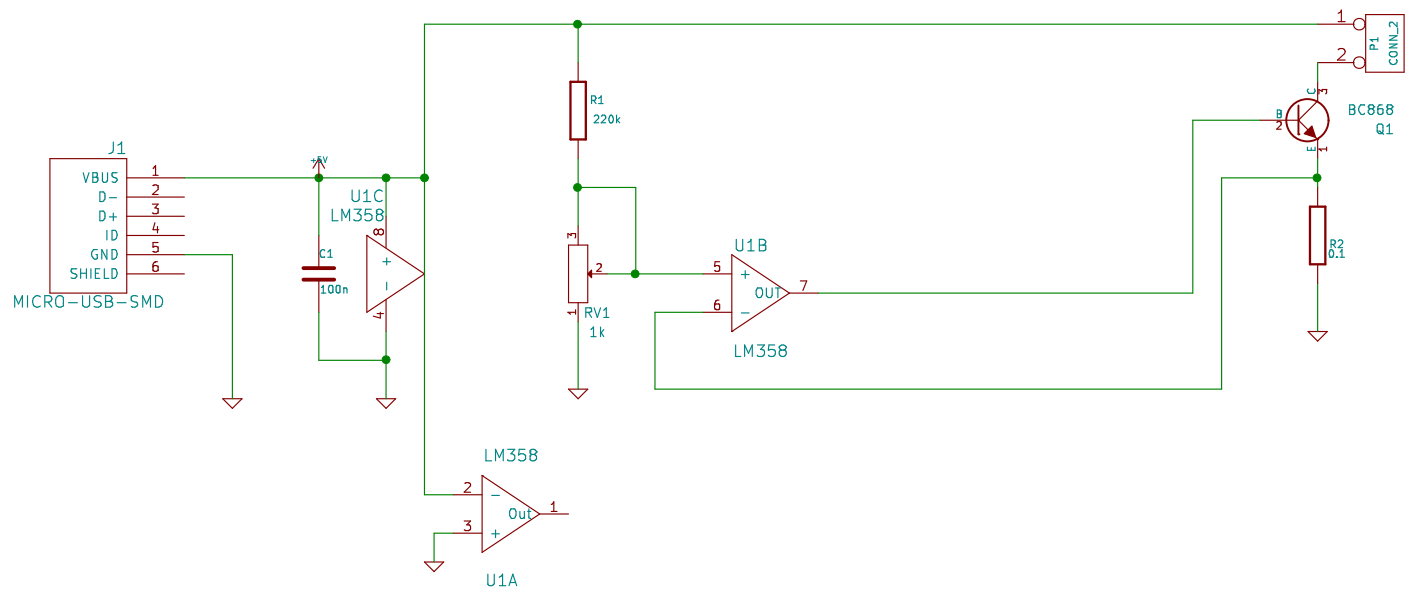 J1
VBUS 1
D- 2
D+ 3
ID 4
GND 5
SHIELD 6
MICRO-USB-SMD
+5V
C1
100n
U1C
LM358
8
+
-
4
R1
220k
3
2
1
RV1
1k
U1B
5 +
OUT 7
6 -
LM358
1
2
P1
CONN_2
C 3
B 2
E 1
BC868
Q1
R2
0.1
LM358
2 -
Out 1
3 +
U1A